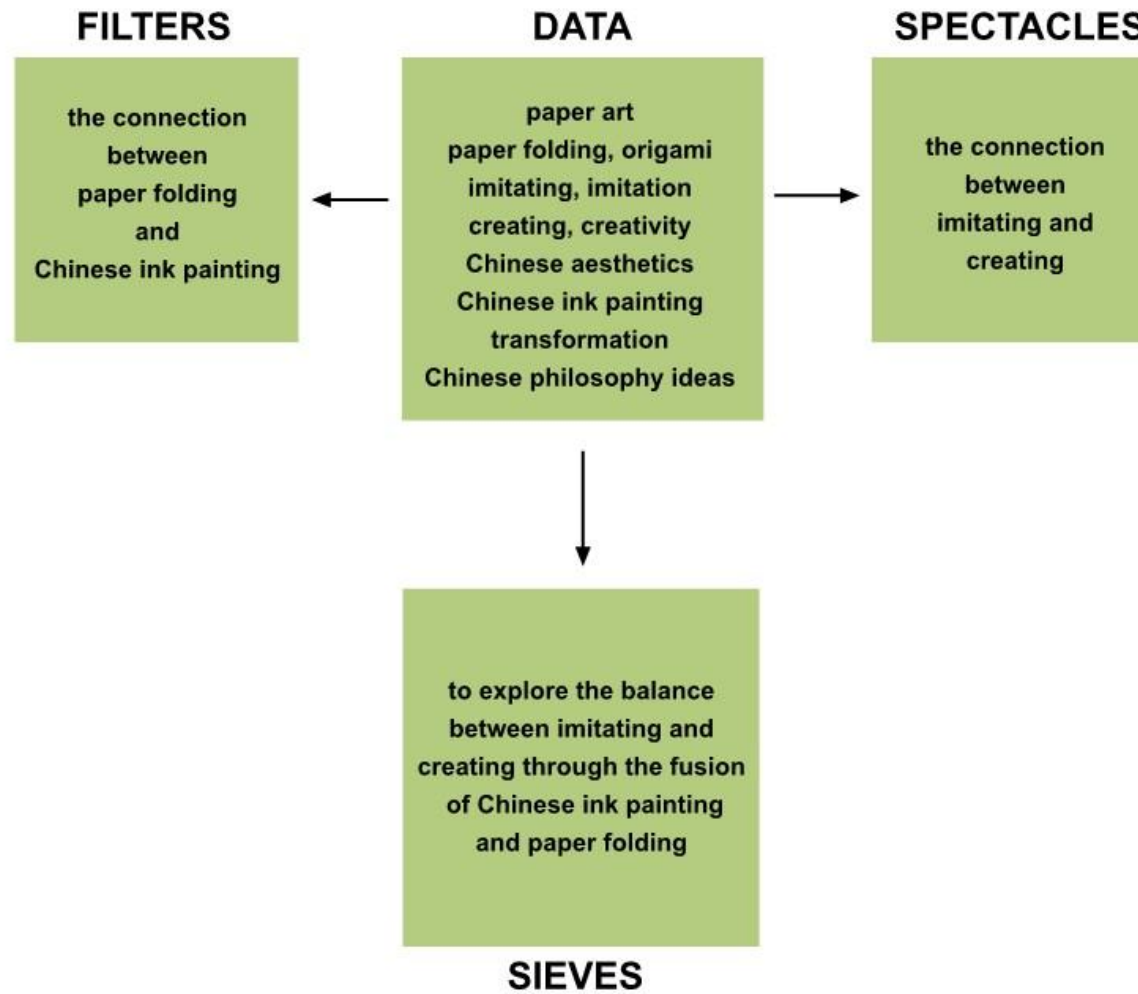 FILTERS
the connection
between
paper folding
and
Chinese ink painting
DATA
paper art
paper folding, origami
imitating, imitation
creating, creativity
Chinese aesthetics
Chinese ink painting
transformation
Chinese philosophy ideas
SPECTACLES
the connection
between
imitating and
creating
to explore the balance
between imitating and
creating through the fusion
of Chinese ink painting
and paper folding
SIEVES